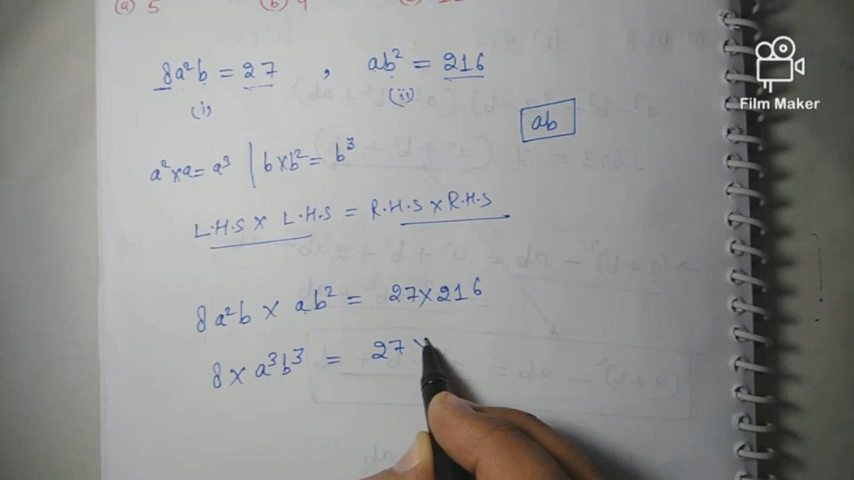 (a) 5 (b) 4
8a²b = 27 , ab² = 216
(i) (ii)
ab
a² × a = a³ | b × b² = b³
L.H.S × L.H.S = R.H.S × R.H.S
8a²b × ab² = 27 × 216
8 × a³b³ = 27 ×
Film Maker